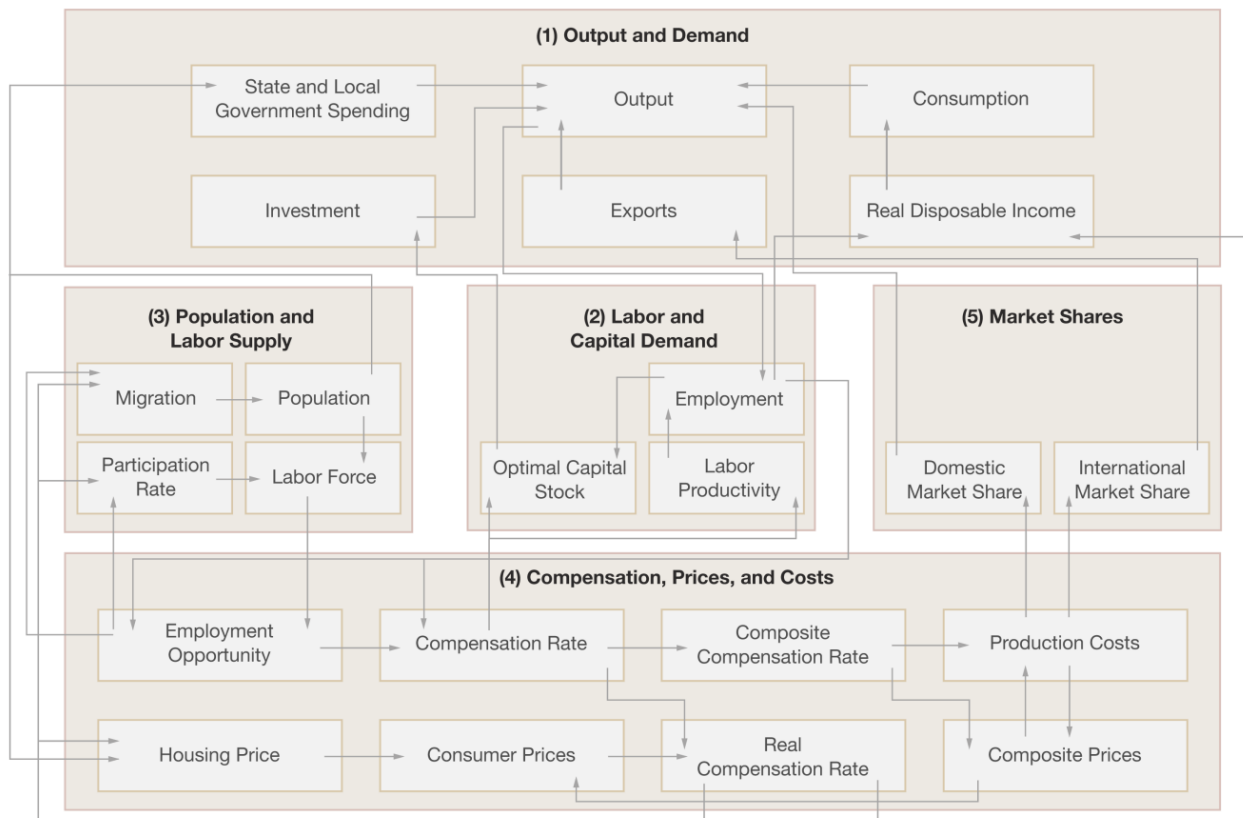 (1) Output and Demand
State and Local
Government Spending
Output
Consumption
Investment
Exports
Real Disposable Income
(3) Population and
Labor Supply
Migration
Population
Participation
Rate
Labor Force
(2) Labor and
Capital Demand
Employment
Optimal Capital
Stock
Labor
Productivity
(5) Market Shares
Domestic
Market Share
International
Market Share
(4) Compensation, Prices, and Costs
Employment
Opportunity
Compensation Rate
Composite
Compensation Rate
Production Costs
Housing Price
Consumer Prices
Real
Compensation Rate
Composite Prices